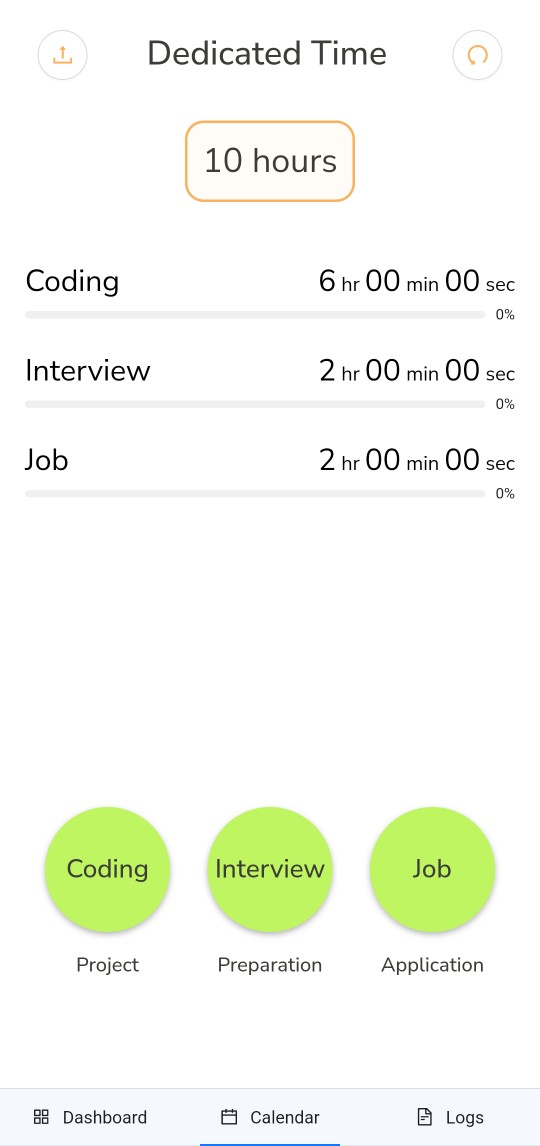 Dedicated Time
10 hours
Coding 6 hr 00 min 00 sec
0%
Interview 2 hr 00 min 00 sec
0%
Job 2 hr 00 min 00 sec
0%
Coding Interview Job
Project Preparation Application
Dashboard Calendar Logs